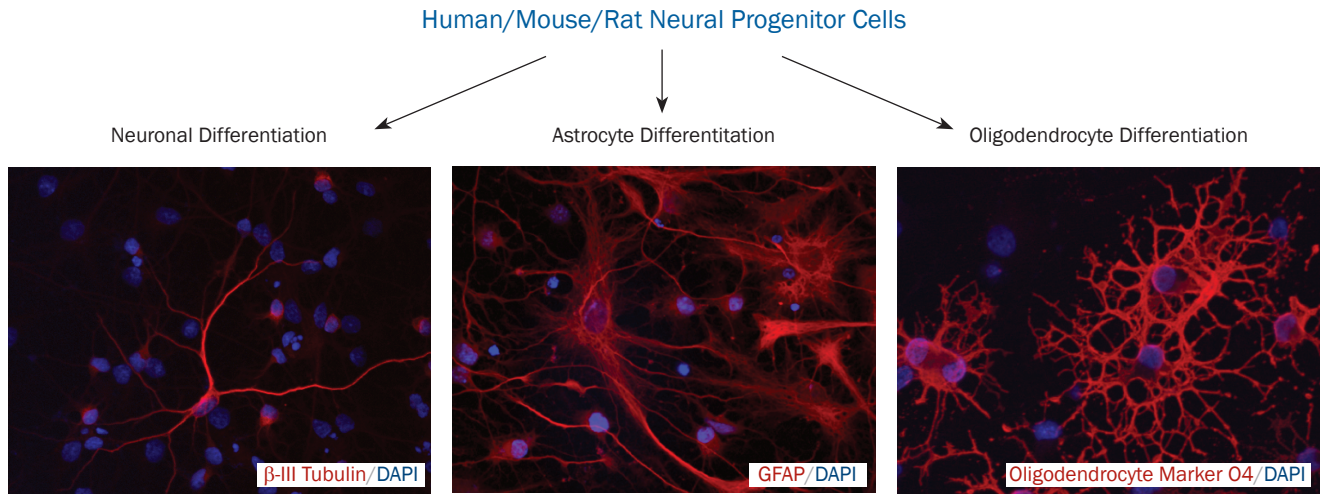 Human/Mouse/Rat Neural Progenitor Cells
Neuronal Differentiation
Astrocyte Differentitation
Oligodendrocyte Differentiation
β-III Tubulin/DAPI
GFAP/DAPI
Oligodendrocyte Marker O4/DAPI